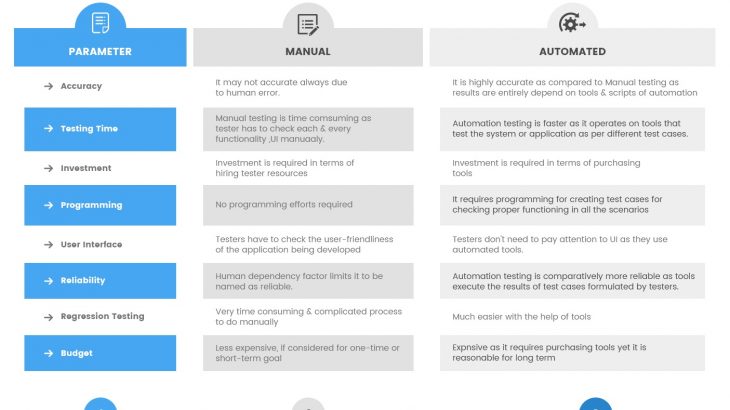 PARAMETER
MANUAL
AUTOMATED
Accuracy
It may not accurate always due
to human error.
It is highly accurate as compared to Manual testing as
results are entirely depend on tools & scripts of automation
Testing Time
Manual testing is time comsuming as
tester has to check each & every
functionality ,UI manuaaly.
Automation testing is faster as it operates on tools that
test the system or application as per different test cases.
Investment
Investment is required in terms of
hiring tester resources
Investment is required in terms of purchasing
tools
Programming
No programming efforts required
It requires programming for creating test cases for
checking proper functioning in all the scenarios
User Interface
Testers have to check the user-friendliness
of the application being developed
Testers don't need to pay attention to UI as they use
automated tools.
Reliability
Human dependency factor limits it to be
named as reliable.
Automation testing is comparatively more reliable as tools
execute the results of test cases formulated by testers.
Regression Testing
Very time consuming & complicated process
to do manually
Much easier with the help of tools
Budget
Less expensive, if considered for one-time or
short-term goal
Expnsive as it requires purchasing tools yet it is
reasonable for long term